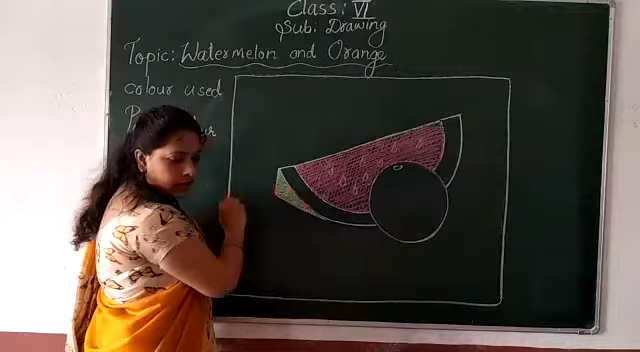 Class: VI
Sub: Drawing
Topic: Watermelon and Orange
colour used